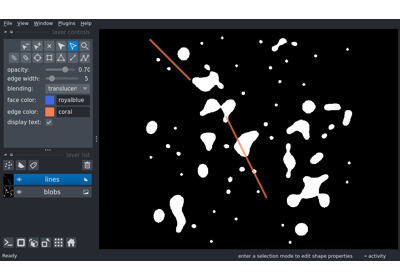 File View Window Plugins Help
layer controls
opacity: 0.70
edge width: 5
blending: translucen
face color: royalblue
edge color: coral
display text:
layer list
lines
blobs
Ready enter a selection mode to edit shape properties activity